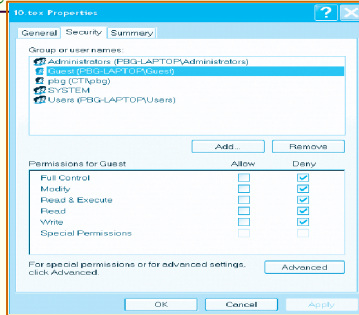 10.tex Properties
General Security Summary
Group or user names:
Administrators (PBG-LAPTOP\Administrators)
Guest (PBG-LAPTOP\Guest)
pbg (CTI\pbg)
SYSTEM
Users (PBG-LAPTOP\Users)
Add... Remove
Permissions for Guest Allow Deny
Full Control
Modify
Read & Execute
Read
Write
Special Permissions
For special permissions or for advanced settings,
click Advanced.
Advanced
OK Cancel Apply